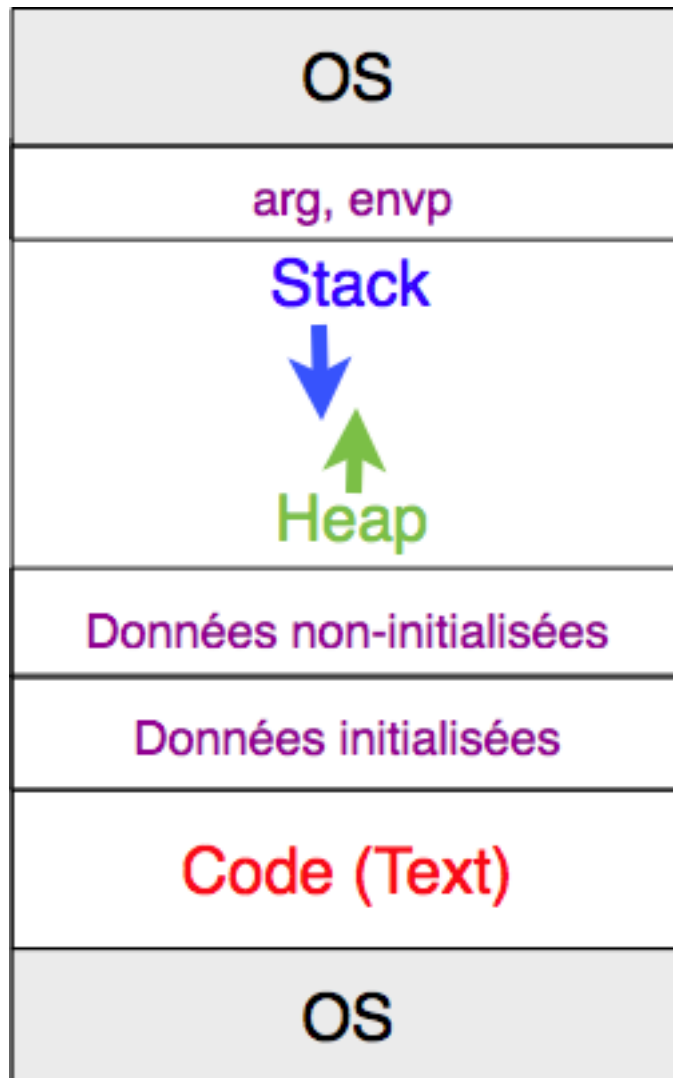 OS
arg, envp
Stack
Heap
Données non-initialisées
Données initialisées
Code (Text)
OS